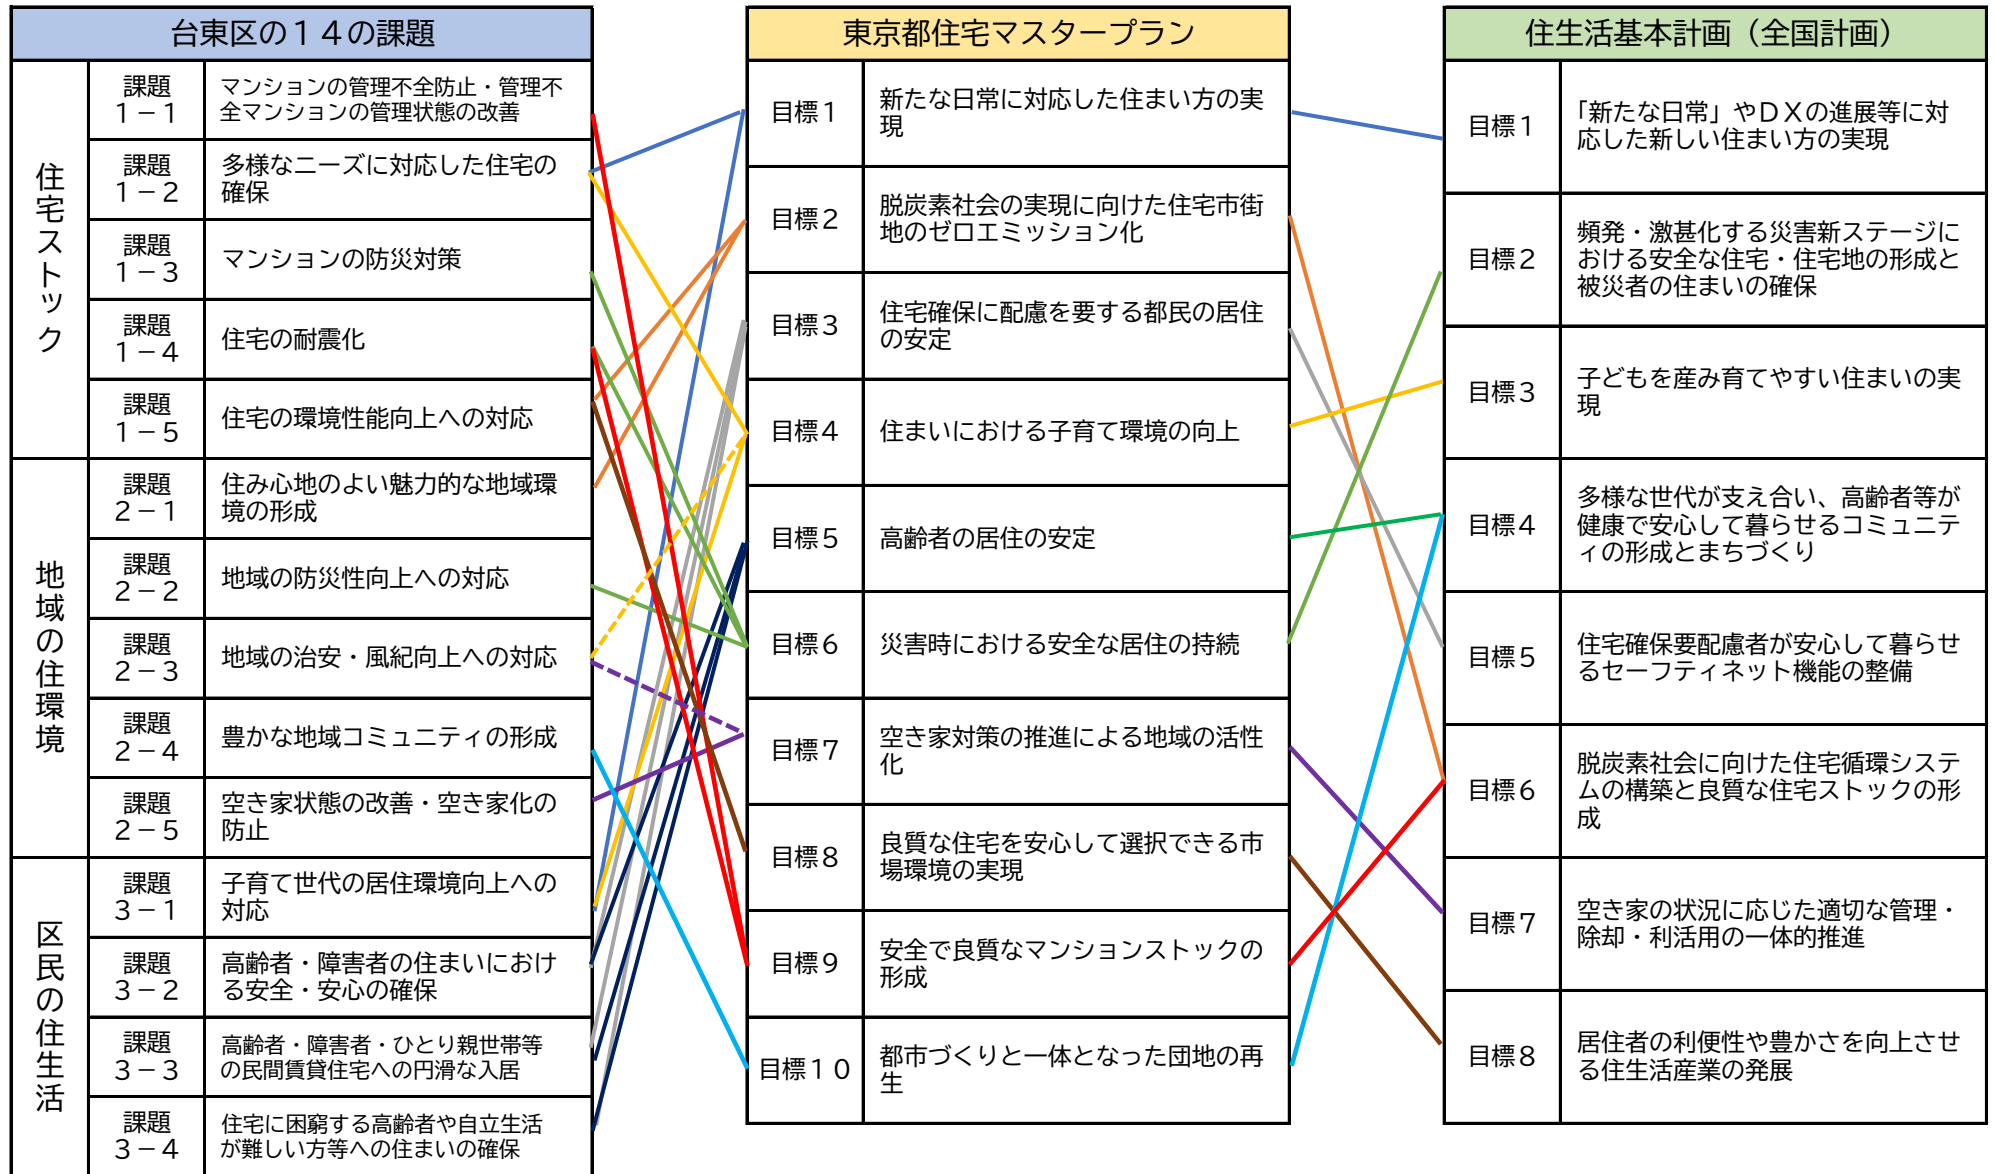 台東区の１４の課題
住宅ストック
課題
１－１
マンションの管理不全防止・管理不
全マンションの管理状態の改善
課題
１－２
多様なニーズに対応した住宅の
確保
課題
１－３
マンションの防災対策
課題
１－４
住宅の耐震化
課題
１－５
住宅の環境性能向上への対応
地域の住環境
課題
２－１
住み心地のよい魅力的な地域環
境の形成
課題
２－２
地域の防災性向上への対応
課題
２－３
地域の治安・風紀向上への対応
課題
２－４
豊かな地域コミュニティの形成
課題
２－５
空き家状態の改善・空き家化の
防止
区民の住生活
課題
３－１
子育て世代の居住環境向上への
対応
課題
３－２
高齢者・障害者の住まいにおけ
る安全・安心の確保
課題
３－３
高齢者・障害者・ひとり親世帯等
の民間賃貸住宅への円滑な入居
課題
３－４
住宅に困窮する高齢者や自立生活
が難しい方等への住まいの確保
東京都住宅マスタープラン
目標１
新たな日常に対応した住まい方の実
現
目標２
脱炭素社会の実現に向けた住宅市街
地のゼロエミッション化
目標３
住宅確保に配慮を要する都民の居住
の安定
目標４
住まいにおける子育て環境の向上
目標５
高齢者の居住の安定
目標６
災害時における安全な居住の持続
目標７
空き家対策の推進による地域の活性
化
目標８
良質な住宅を安心して選択できる市
場環境の実現
目標９
安全で良質なマンションストックの
形成
目標１０
都市づくりと一体となった団地の再
生
住生活基本計画（全国計画）
目標１
「新たな日常」やＤＸの進展等に対
応した新しい住まい方の実現
目標２
頻発・激甚化する災害新ステージに
おける安全な住宅・住宅地の形成と
被災者の住まいの確保
目標３
子どもを産み育てやすい住まいの実
現
目標４
多様な世代が支え合い、高齢者等が
健康で安心して暮らせるコミュニテ
ィの形成とまちづくり
目標５
住宅確保要配慮者が安心して暮らせ
るセーフティネット機能の整備
目標６
脱炭素社会に向けた住宅循環システ
ムの構築と良質な住宅ストックの形
成
目標７
空き家の状況に応じた適切な管理・
除却・利活用の一体的推進
目標８
居住者の利便性や豊かさを向上させ
る住生活産業の発展